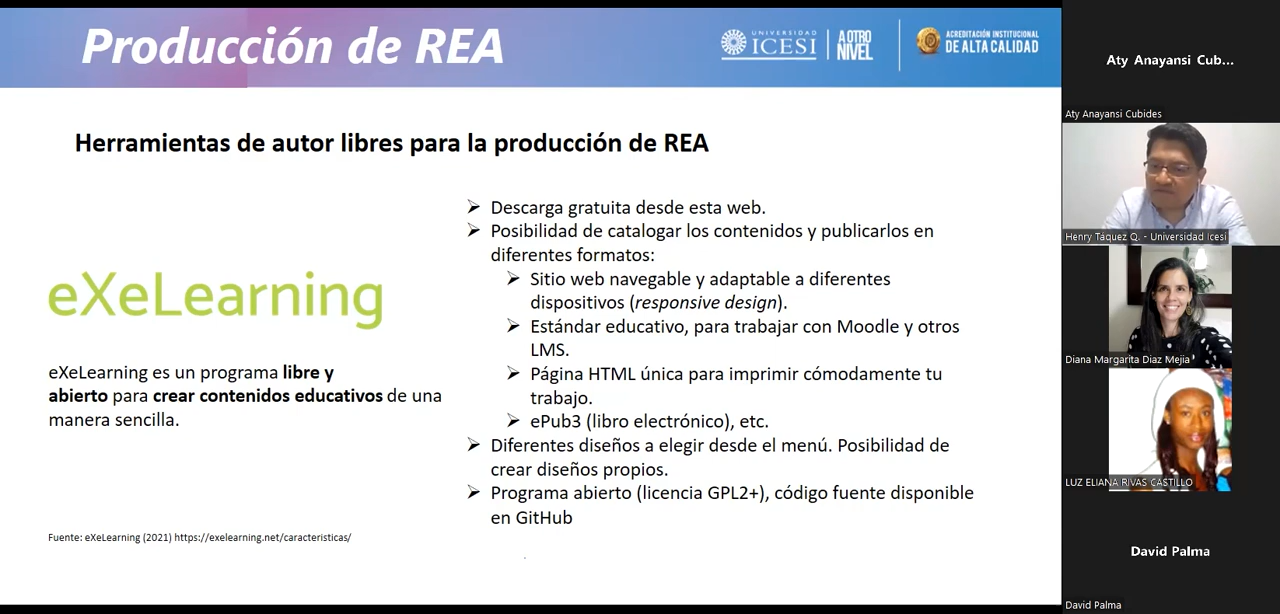 Producción de REA
UNIVERSIDAD
ICESI
A OTRO
NIVEL
ACREDITACIÓN INSTITUCIONAL
DE ALTA CALIDAD
Herramientas de autor libres para la producción de REA
eXeLearning
eXeLearning es un programa libre y
abierto para crear contenidos educativos de una
manera sencilla.
➢ Descarga gratuita desde esta web.
➢ Posibilidad de catalogar los contenidos y publicarlos en
diferentes formatos:
➢ Sitio web navegable y adaptable a diferentes
dispositivos (responsive design).
➢ Estándar educativo, para trabajar con Moodle y otros
LMS.
➢ Página HTML única para imprimir cómodamente tu
trabajo.
➢ ePub3 (libro electrónico), etc.
➢ Diferentes diseños a elegir desde el menú. Posibilidad de
crear diseños propios.
➢ Programa abierto (licencia GPL2+), código fuente disponible
en GitHub
Fuente: eXeLearning (2021) https://exelearning.net/caracteristicas/
Aty Anayansi Cub...
Aty Anayansi Cubides
Henry Táquez Q. - Universidad Icesi
Diana Margarita Diaz Mejia
LUZ ELIANA RIVAS CASTILLO
David Palma
David Palma